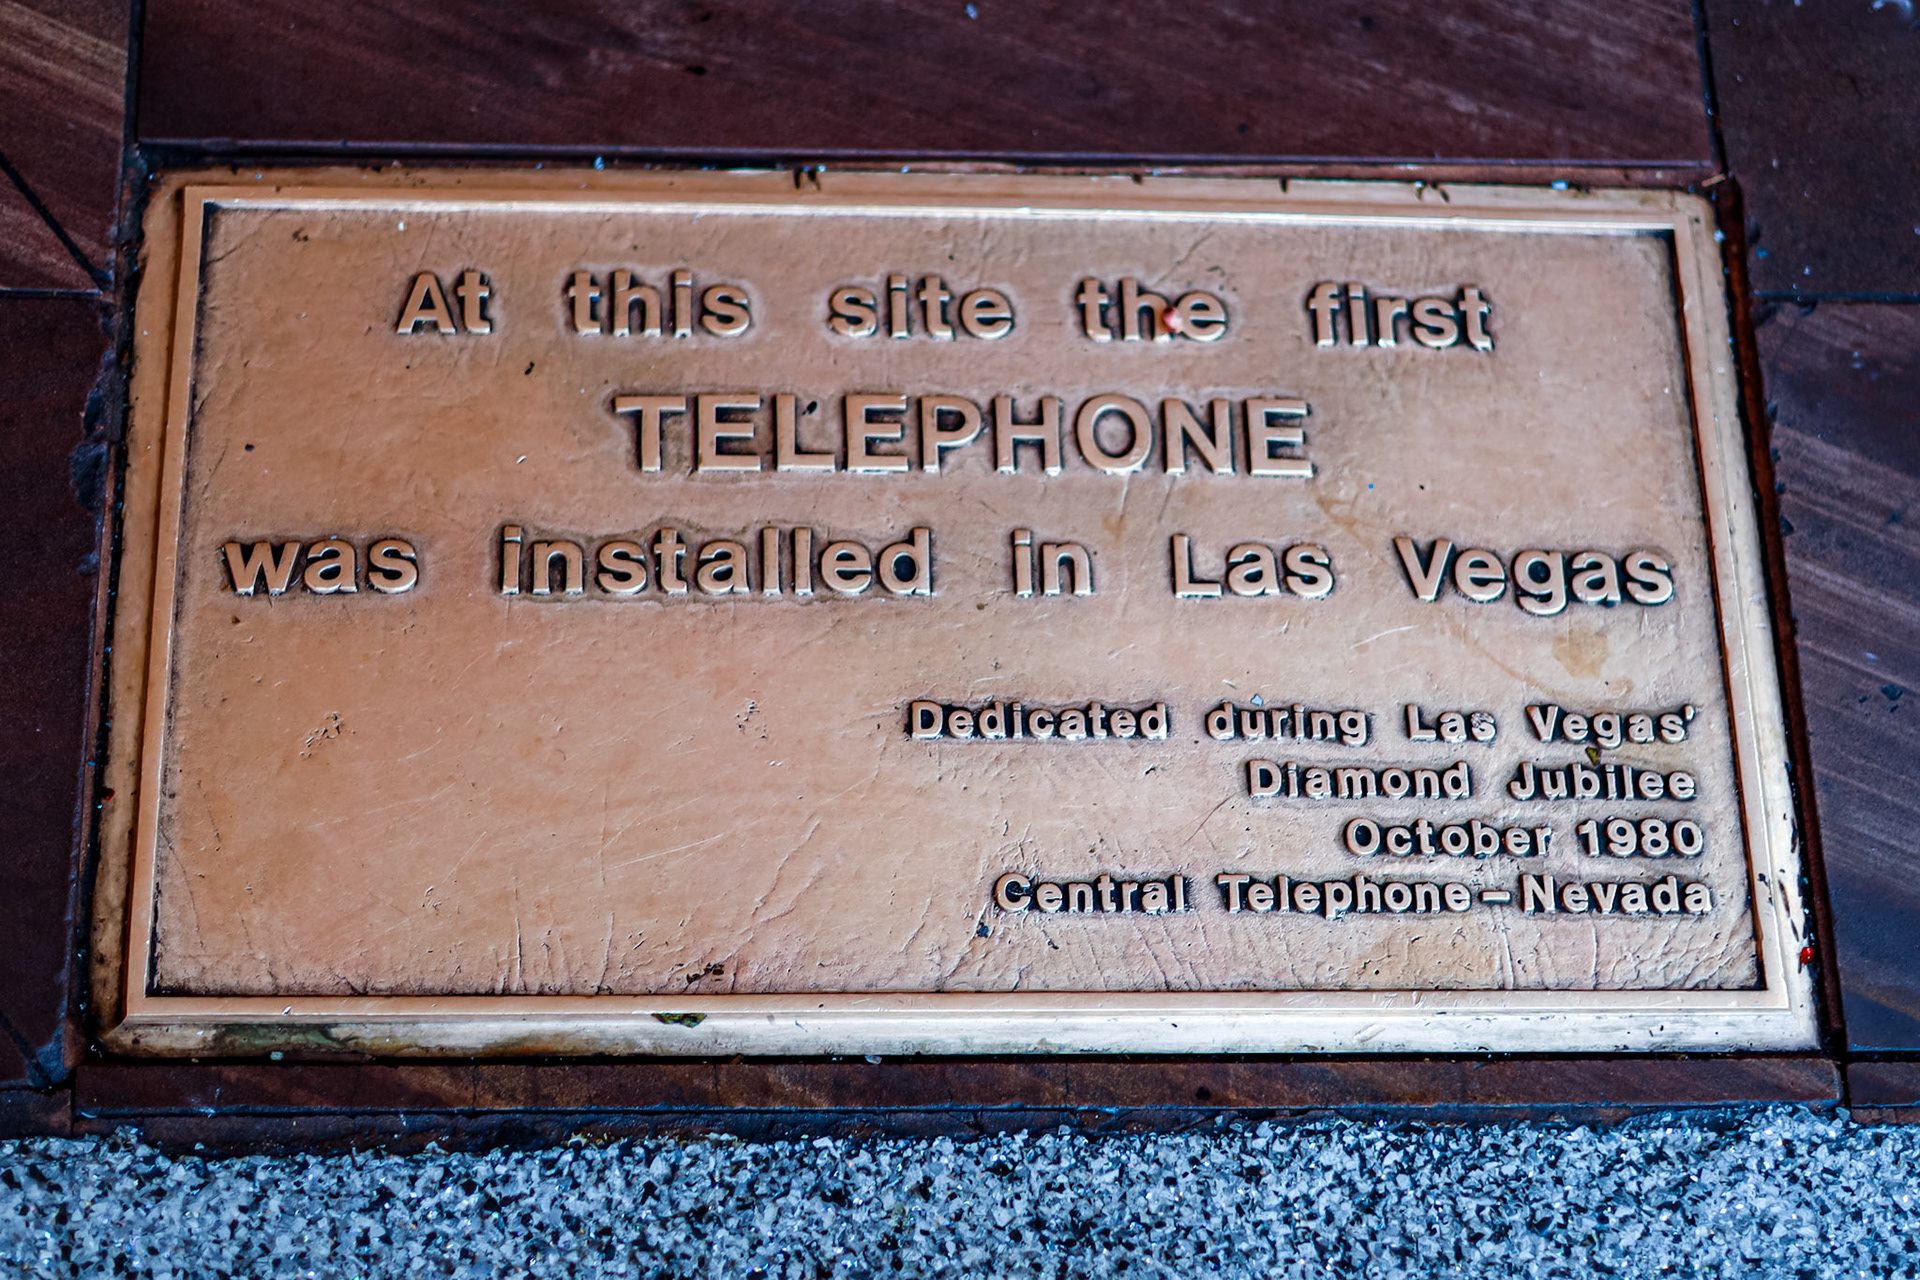 At this site the first
TELEPHONE
was installed in Las Vegas
Dedicated during Las Vegas'
Diamond Jubilee
October 1980
Central Telephone-Nevada